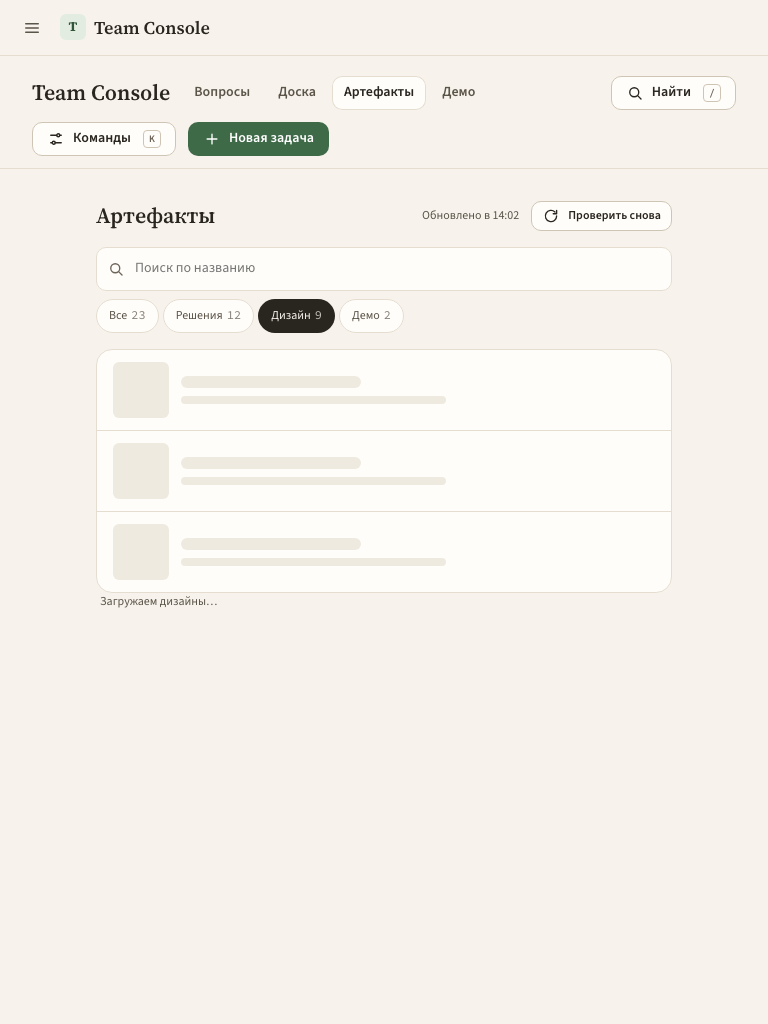 T Team Console
Team Console Вопросы Доска Артефакты Демо Найти /
Команды K Новая задача
Артефакты Обновлено в 14:02 Проверить снова
Поиск по названию
Все 23 Решения 12 Дизайн 9 Демо 2
Загружаем дизайны…